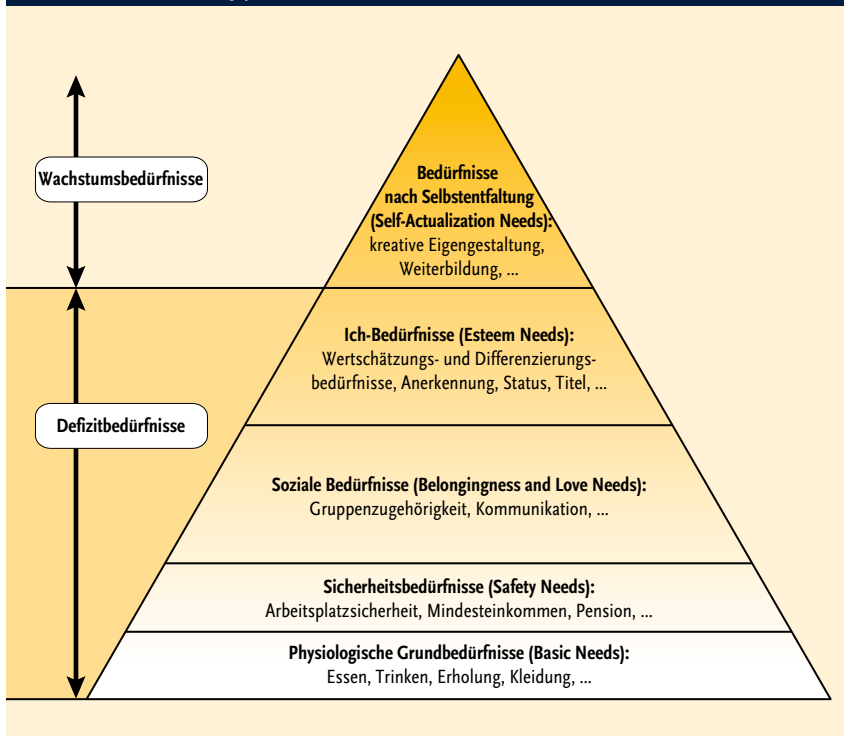 Wachstumsbedürfnisse
Bedürfnisse
nach Selbstentfaltung
(Self-Actualization Needs):
kreative Eigengestaltung,
Weiterbildung, ...
Ich-Bedürfnisse (Esteem Needs):
Wertschätzungs- und Differenzierungs-
bedürfnisse, Anerkennung, Status, Titel, ...
Defizitbedürfnisse
Soziale Bedürfnisse (Belongingness and Love Needs):
Gruppenzugehörigkeit, Kommunikation, ...
Sicherheitsbedürfnisse (Safety Needs):
Arbeitsplatzsicherheit, Mindesteinkommen, Pension, ...
Physiologische Grundbedürfnisse (Basic Needs):
Essen, Trinken, Erholung, Kleidung, ...